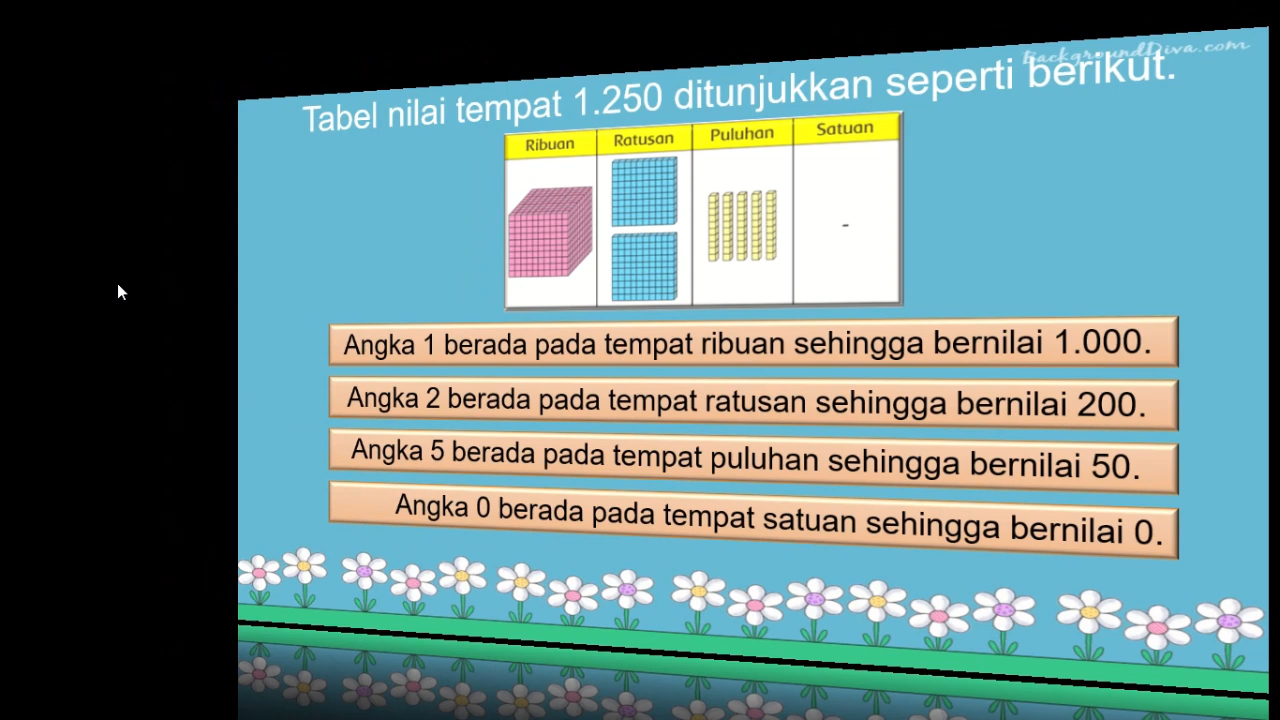 BackgroundDiva.com
Tabel nilai tempat 1.250 ditunjukkan seperti berikut.
Ribuan Ratusan Puluhan Satuan
-
Angka 1 berada pada tempat ribuan sehingga bernilai 1.000.
Angka 2 berada pada tempat ratusan sehingga bernilai 200.
Angka 5 berada pada tempat puluhan sehingga bernilai 50.
Angka 0 berada pada tempat satuan sehingga bernilai 0.